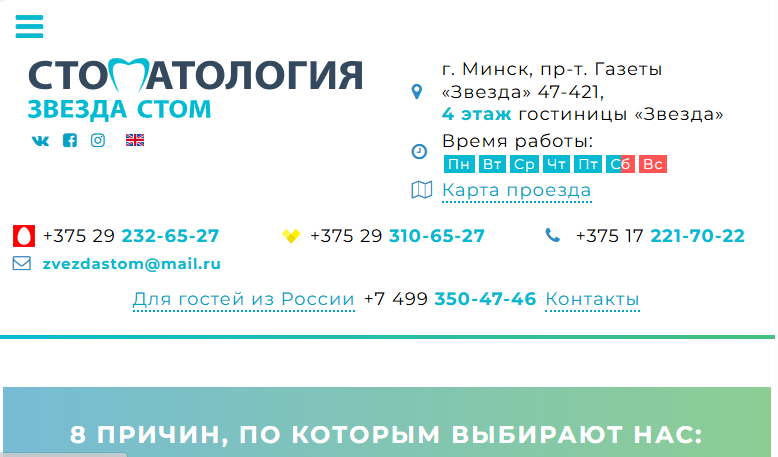 СТОМАТОЛОГИЯ
ЗВЕЗДА СТОМ
г. Минск, пр-т. Газеты
«Звезда» 47-421,
4 этаж гостиницы «Звезда»
Время работы:
Пн Вт Ср Чт Пт Сб Вс
Карта проезда
+375 29 232-65-27
+375 29 310-65-27
+375 17 221-70-22
zvezdastom@mail.ru
Для гостей из России +7 499 350-47-46 Контакты
8 ПРИЧИН, ПО КОТОРЫМ ВЫБИРАЮТ НАС: